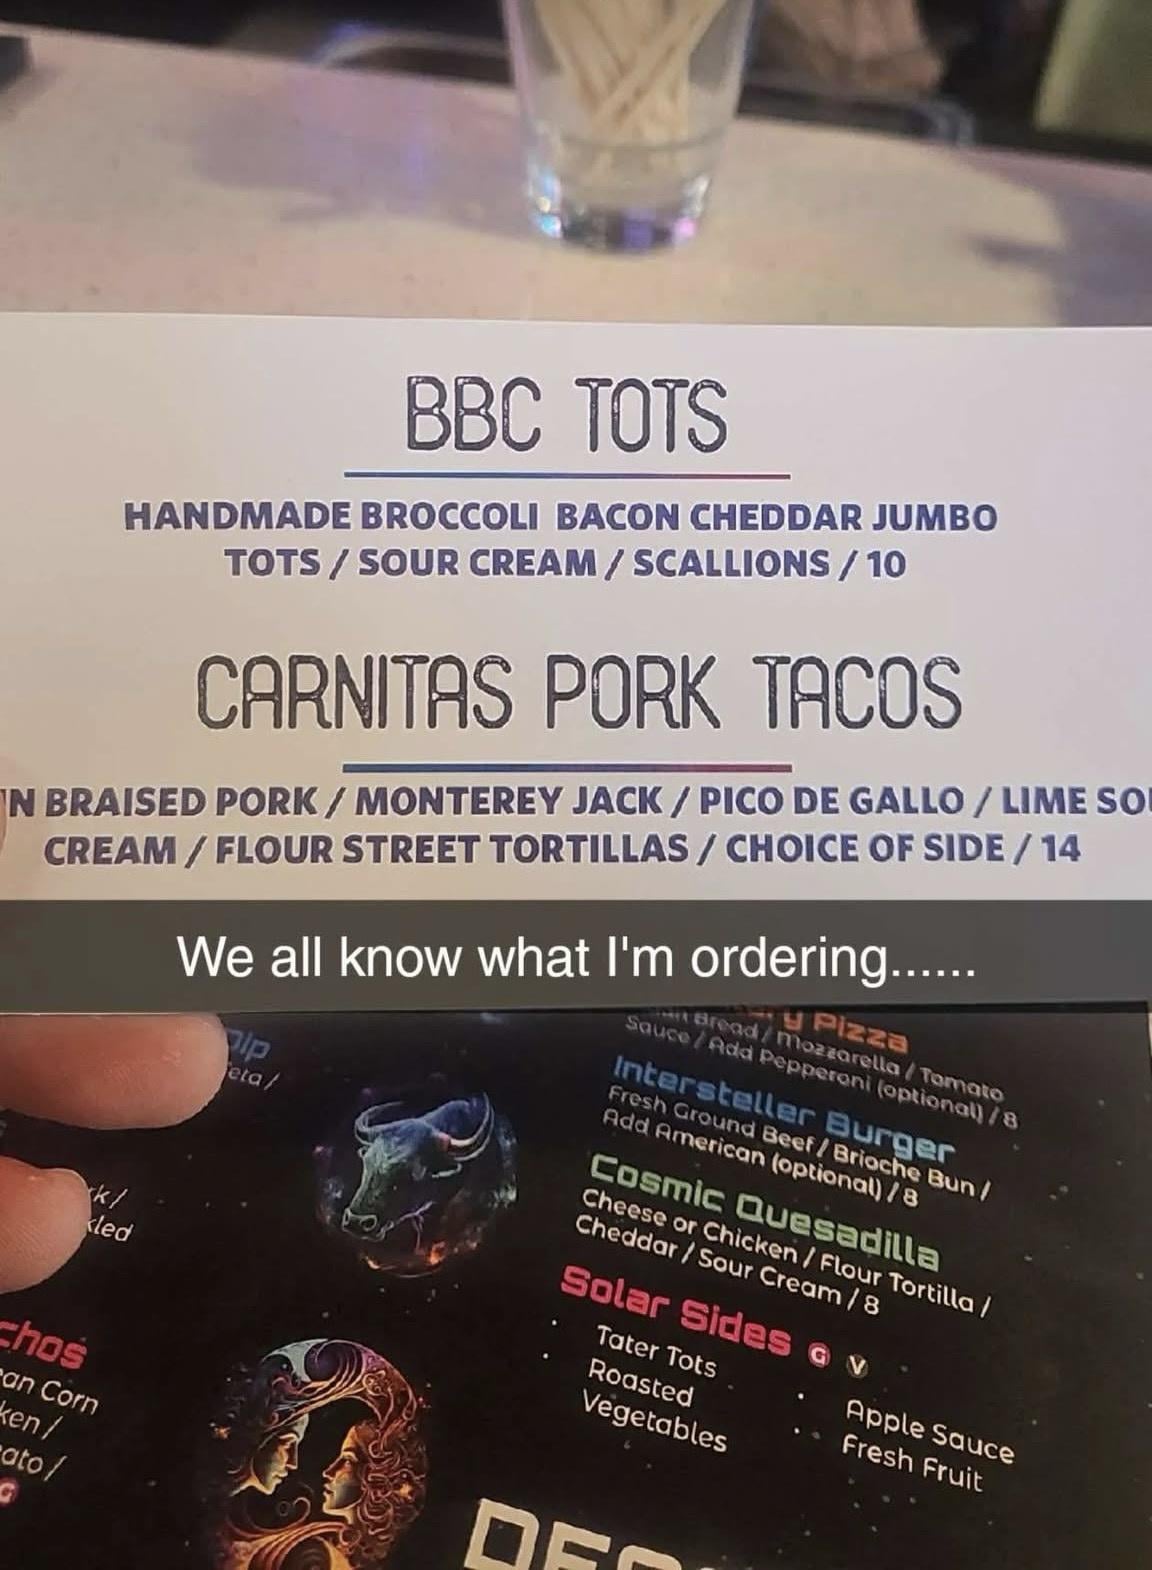 BBC TOTS
HANDMADE BROCCOLI BACON CHEDDAR JUMBO
TOTS / SOUR CREAM / SCALLIONS / 10
CARNITAS PORK TACOS
BRAISED PORK / MONTEREY JACK / PICO DE GALLO / LIME
CREAM / FLOUR STREET TORTILLAS / CHOICE OF SIDE / 14
We all know what I'm ordering......
Pizza
Bread / Mozzarella / Tomato
Sauce / Add Pepperoni (optional) / 8
Intersteller Burger
Fresh Ground Beef / Brioche Bun /
Add American (optional) / 8
Cosmic Quesadilla
Cheese or Chicken / Flour Tortilla /
Cheddar / Sour Cream / 8
Solar Sides G V
Tater Tots
Roasted
Vegetables
Apple Sauce
Fresh Fruit
Corn
G